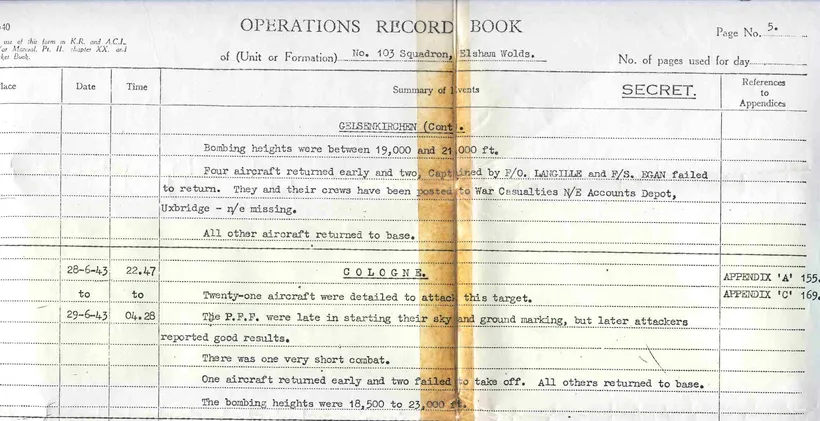 540
use of this form in K.R. and A.C.I.,
War Manual, Pt. II. chapter XX. and
Pocket Book.
OPERATIONS RECORD BOOK
Page No. 5.
of (Unit or Formation) No. 103 Squadron, Elsham Wolds.
No. of pages used for day
Place Date Time Summary of Events SECRET. References to Appendices
GELSENKIRCHEN (Cont .
Bombing heights were between 19,000 and 21,000 ft.
Four aircraft returned early and two, Captained by F/O. LANGILLE and F/S. EGAN failed
to return. They and their crews have been posted to War Casualties N/E Accounts Depot,
Uxbridge - n/e missing.
All other aircraft returned to base.
28-6-43 22.47 COLOGNE. APPENDIX 'A' 155.
to to Twenty-one aircraft were detailed to attack this target. APPENDIX 'C' 169.
29-6-43 04.28 The P.F.F. were late in starting their sky and ground marking, but later attackers
reported good results.
There was one very short combat.
One aircraft returned early and two failed to take off. All others returned to base.
The bombing heights were 18,500 to 23,000 ft.